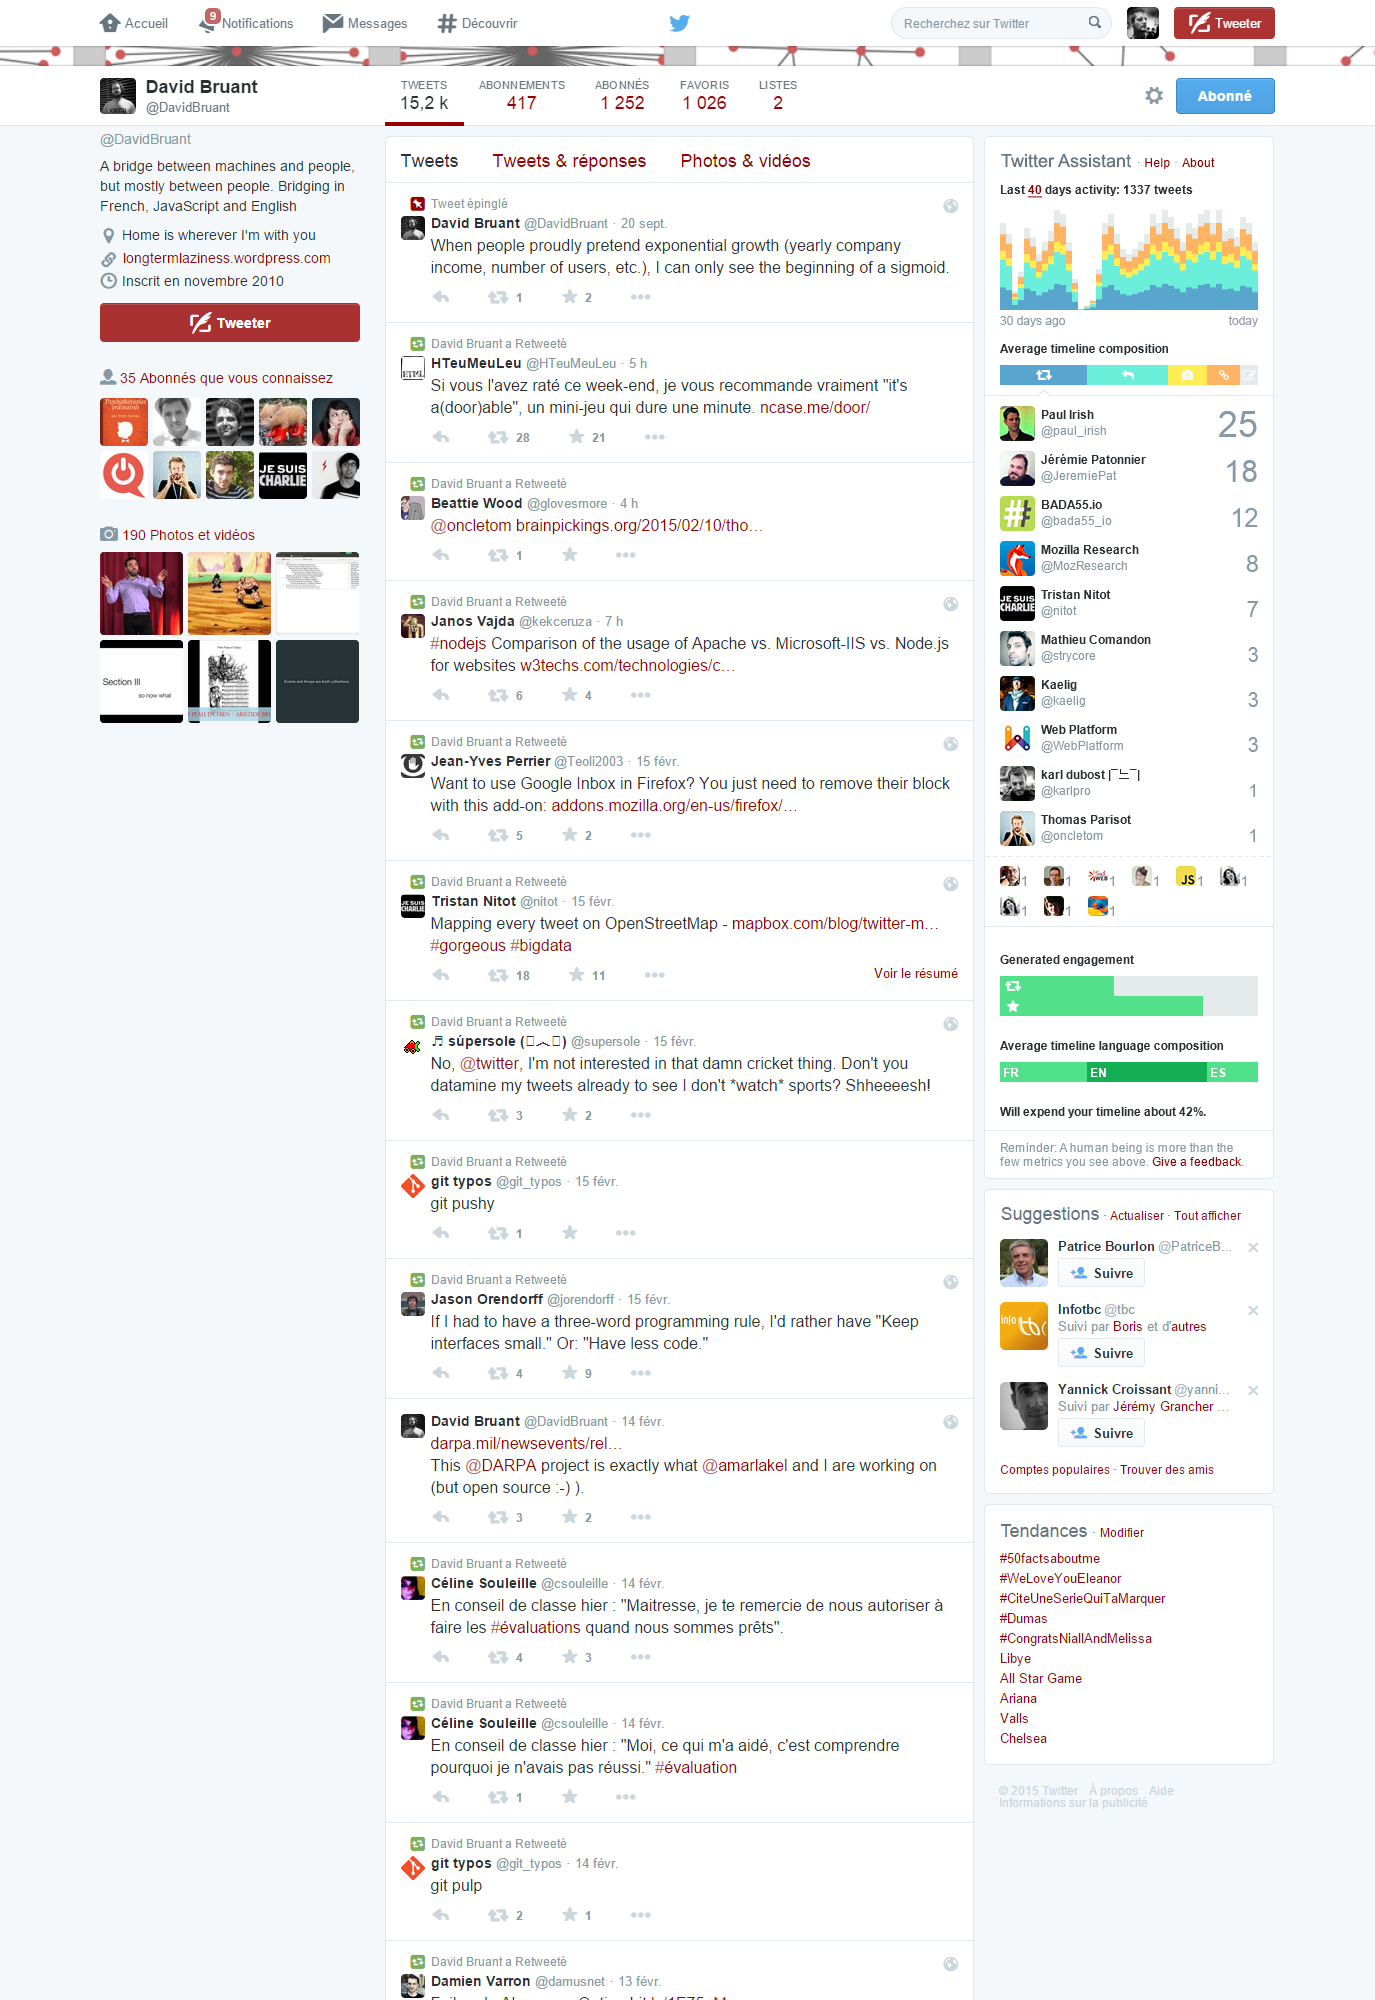 Accueil
9
Notifications
Messages
Découvrir
Recherchez sur Twitter
Tweeter
David Bruant
@DavidBruant
TWEETS
15,2 k
ABONNEMENTS
417
ABONNÉS
1 252
FAVORIS
1 026
LISTES
2
Abonné
@DavidBruant
A bridge between machines and people,
but mostly between people. Bridging in
French, JavaScript and English
Home is wherever I'm with you
longtermlaziness.wordpress.com
Inscrit en novembre 2010
Tweeter
35 Abonnés que vous connaissez
JE SUIS
CHARLIE
190 Photos et vidéos
Section III
so now what
Events and Arrays are both collections
Tweets Tweets & réponses Photos & vidéos
Tweet épinglé
David Bruant @DavidBruant · 20 sept.
When people proudly pretend exponential growth (yearly company
income, number of users, etc.), I can only see the beginning of a sigmoid.
1 2
David Bruant a Retweeté
HTeuMeuLeu @HTeuMeuLeu · 5 h
Si vous l'avez raté ce week-end, je vous recommande vraiment "it's
a(door)able", un mini-jeu qui dure une minute. ncase.me/door/
28 21
David Bruant a Retweeté
Beattie Wood @glovesmore · 4 h
@oncletom brainpickings.org/2015/02/10/tho…
1
David Bruant a Retweeté
Janos Vajda @kekceruza · 7 h
#nodejs Comparison of the usage of Apache vs. Microsoft-IIS vs. Node.js
for websites w3techs.com/technologies/c…
6 4
David Bruant a Retweeté
Jean-Yves Perrier @Teoli2003 · 15 févr.
Want to use Google Inbox in Firefox? You just need to remove their block
with this add-on: addons.mozilla.org/en-us/firefox/…
5 2
David Bruant a Retweeté
JE SUIS
CHARLIE
Tristan Nitot @nitot · 15 févr.
Mapping every tweet on OpenStreetMap - mapbox.com/blog/twitter-m…
#gorgeous #bigdata
18 11
Voir le résumé
David Bruant a Retweeté
♬ súpersole (▯︵▯) @supersole · 15 févr.
No, @twitter, I'm not interested in that damn cricket thing. Don't you
datamine my tweets already to see I don't *watch* sports? Shheeeesh!
3 2
David Bruant a Retweeté
git typos @git_typos · 15 févr.
git pushy
1
David Bruant a Retweeté
Jason Orendorff @jorendorff · 15 févr.
If I had to have a three-word programming rule, I'd rather have "Keep
interfaces small." Or: "Have less code."
4 9
David Bruant @DavidBruant · 14 févr.
darpa.mil/newsevents/rel…
This @DARPA project is exactly what @amarlakel and I are working on
(but open source :-) ).
3 2
David Bruant a Retweeté
Céline Souleille @csouleille · 14 févr.
En conseil de classe hier : "Maitresse, je te remercie de nous autoriser à
faire les #évaluations quand nous sommes prêts".
4 3
David Bruant a Retweeté
Céline Souleille @csouleille · 14 févr.
En conseil de classe hier : "Moi, ce qui m'a aidé, c'est comprendre
pourquoi je n'avais pas réussi." #évaluation
1
David Bruant a Retweeté
git typos @git_typos · 14 févr.
git pulp
2 1
David Bruant a Retweeté
Damien Varron @damusnet · 13 févr.
Twitter Assistant · Help · About
Last 40 days activity: 1337 tweets
30 days ago
today
Average timeline composition
Paul Irish
@paul_irish
25
Jérémie Patonnier
@JeremiePat
18
BADA55.io
@bada55_io
12
Mozilla Research
@MozResearch
8
JE SUIS
CHARLIE
Tristan Nitot
@nitot
7
Mathieu Comandon
@strycore
3
Kaelig
@kaelig
3
Web Platform
@WebPlatform
3
karl dubost |‾᠘‾|
@karlpro
1
Thomas Parisot
@oncletom
1
1 1 1 1 JS 1 1
1 1 1
Generated engagement
Average timeline language composition
FR EN ES
Will expend your timeline about 42%.
Reminder: A human being is more than the
few metrics you see above. Give a feedback.
Suggestions · Actualiser · Tout afficher
Patrice Bourlon @PatriceB...
Suivre
info
tbc
Infotbc @tbc
Suivi par Boris et d'autres
Suivre
Yannick Croissant @yanni...
Suivi par Jérémy Grancher ...
Suivre
Comptes populaires · Trouver des amis
Tendances · Modifier
#50factsaboutme
#WeLoveYouEleanor
#CiteUneSerieQuiTaMarquer
#Dumas
#CongratsNiallAndMelissa
Libye
All Star Game
Ariana
Valls
Chelsea
© 2015 Twitter À propos Aide
Informations sur la publicité